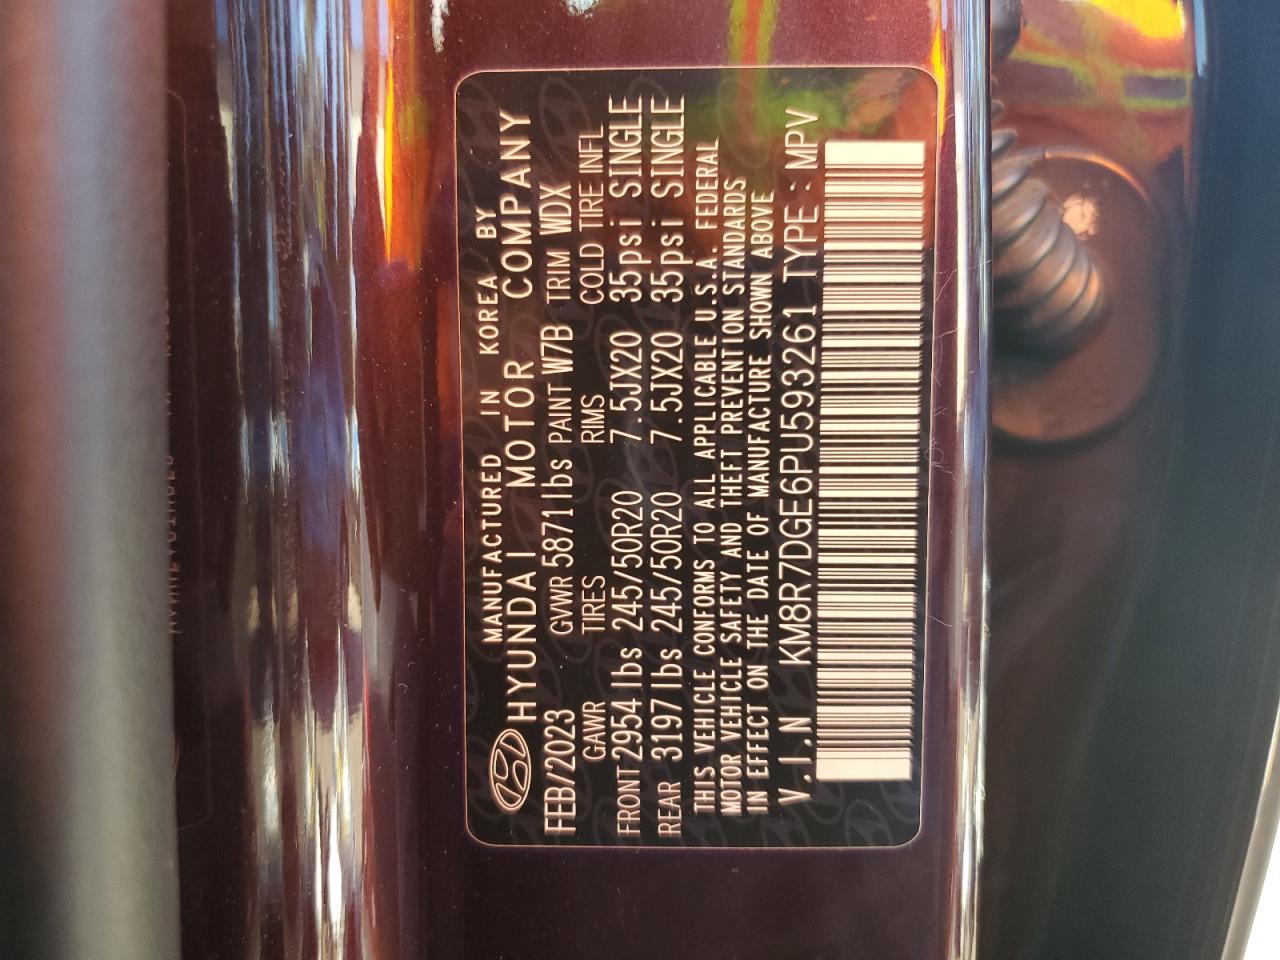 MANUFACTURED IN KOREA BY
HYUNDAI MOTOR COMPANY
FEB/2023 GVWR 5871lbs PAINT W7B TRIM WDX
GAWR TIRES RIMS COLD TIRE INFL
FRONT 2954 lbs 245/50R20 7.5JX20 35psi SINGLE
REAR 3197 lbs 245/50R20 7.5JX20 35psi SINGLE
THIS VEHICLE CONFORMS TO ALL APPLICABLE U.S.A. FEDERAL
MOTOR VEHICLE SAFETY AND THEFT PREVENTION STANDARDS
IN EFFECT ON THE DATE OF MANUFACTURE SHOWN ABOVE
V.I.N KM8R7DGE6PU593261 TYPE : MPV